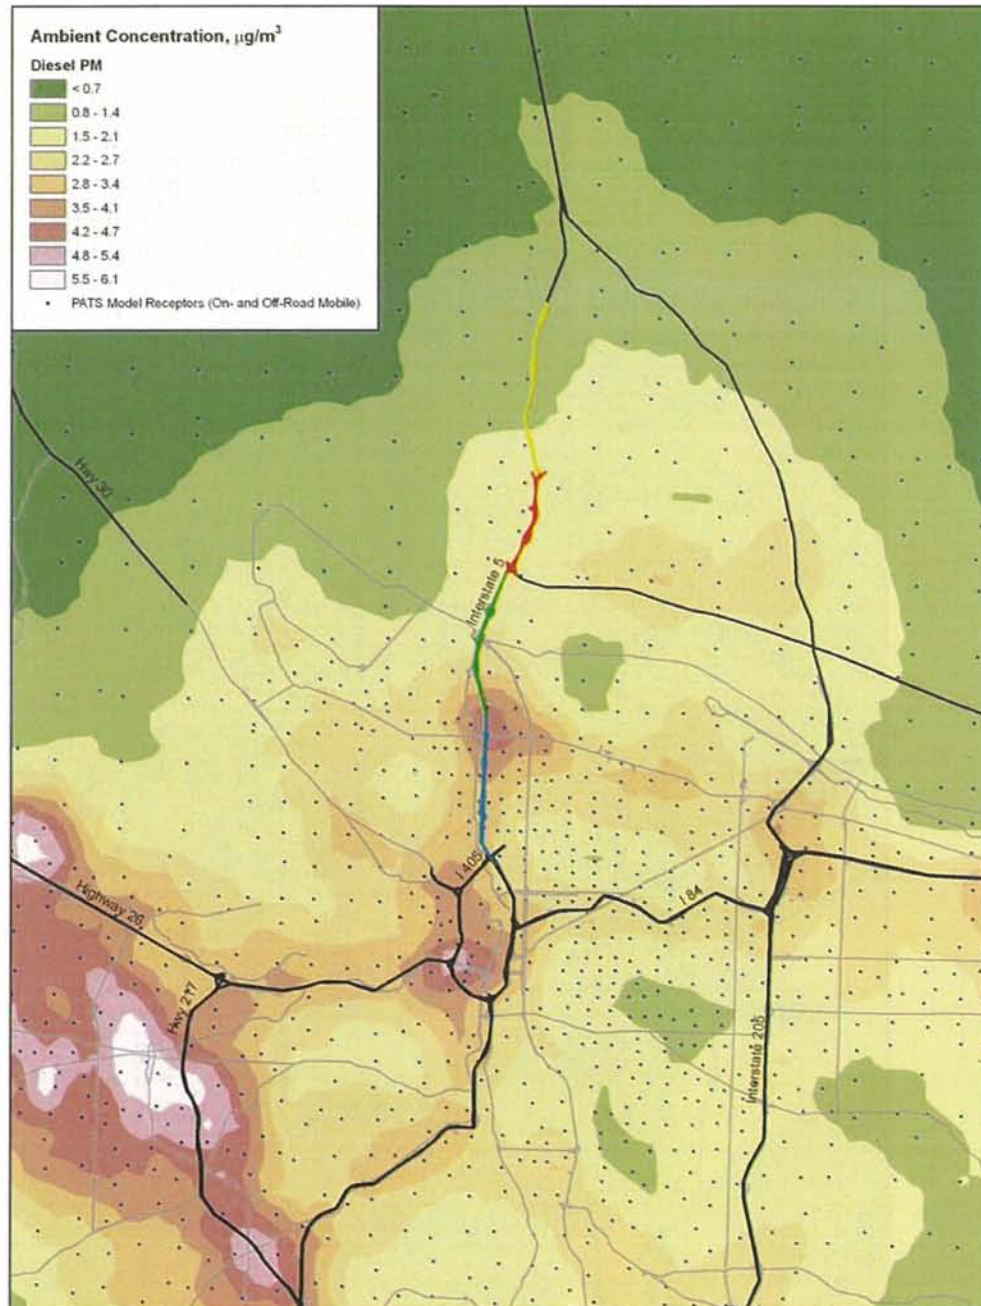 Ambient Concentration, µg/m³
Diesel PM
< 0.7
0.8 - 1.4
1.5 - 2.1
2.2 - 2.7
2.8 - 3.4
3.5 - 4.1
4.2 - 4.7
4.8 - 5.4
5.5 - 6.1
PATS Model Receptors (On- and Off-Road Mobile)
Hwy 30
Interstate 5
I 405
Highway 26
I 84
Hwy 217
Interstate 205